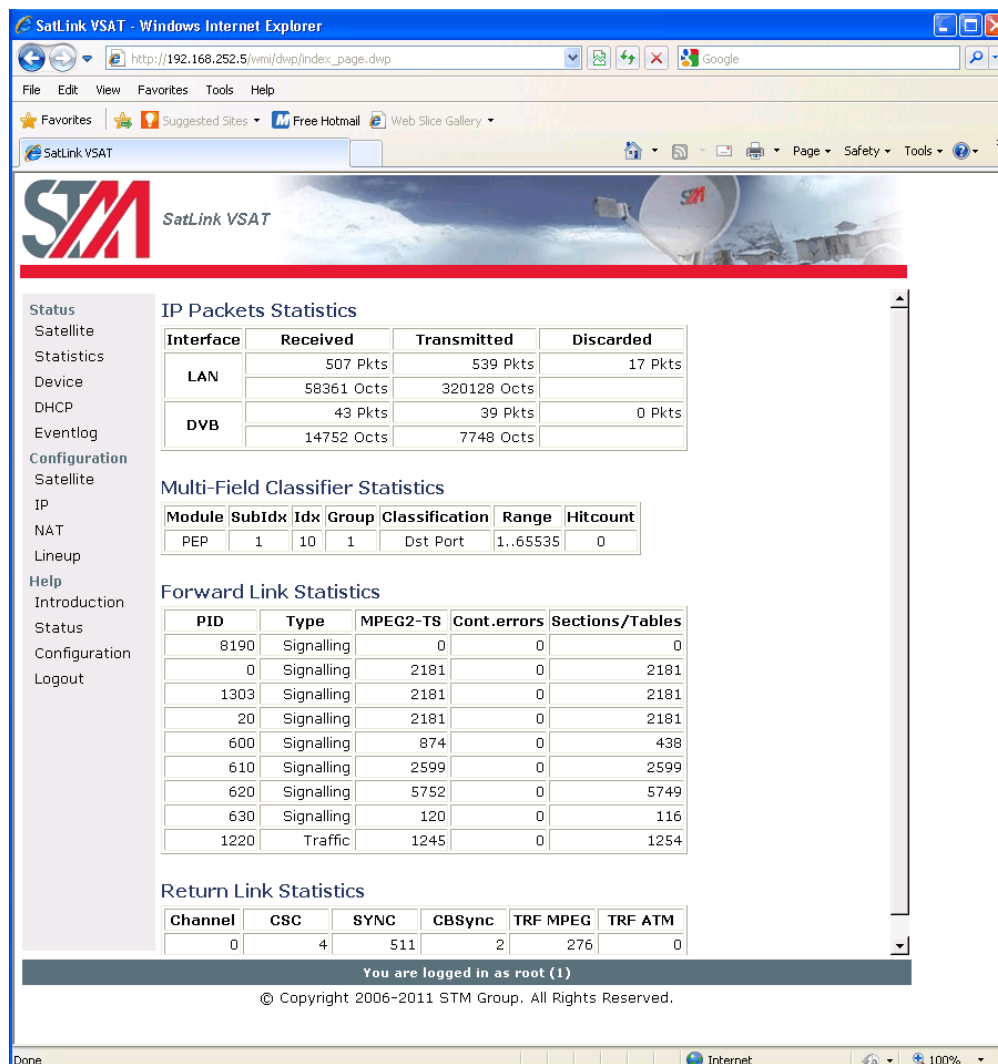 SatLink VSAT - Windows Internet Explorer
http://192.168.252.5/wmi/dwp/index_page.dwp
Google
File Edit View Favorites Tools Help
Favorites Suggested Sites Free Hotmail Web Slice Gallery
SatLink VSAT
Page Safety Tools
STM
SatLink VSAT
STM
Status
Satellite
Statistics
Device
DHCP
Eventlog
Configuration
Satellite
IP
NAT
Lineup
Help
Introduction
Status
Configuration
Logout
IP Packets Statistics
Interface Received Transmitted Discarded
LAN 507 Pkts 539 Pkts 17 Pkts
58361 Octs 320128 Octs
DVB 43 Pkts 39 Pkts 0 Pkts
14752 Octs 7748 Octs
Multi-Field Classifier Statistics
Module SubIdx Idx Group Classification Range Hitcount
PEP 1 10 1 Dst Port 1..65535 0
Forward Link Statistics
PID Type MPEG2-TS Cont.errors Sections/Tables
8190 Signalling 0 0 0
0 Signalling 2181 0 2181
1303 Signalling 2181 0 2181
20 Signalling 2181 0 2181
600 Signalling 874 0 438
610 Signalling 2599 0 2599
620 Signalling 5752 0 5749
630 Signalling 120 0 116
1220 Traffic 1245 0 1254
Return Link Statistics
Channel CSC SYNC CBSync TRF MPEG TRF ATM
0 4 511 2 276 0
You are logged in as root (1)
© Copyright 2006-2011 STM Group. All Rights Reserved.
Done Internet 100%